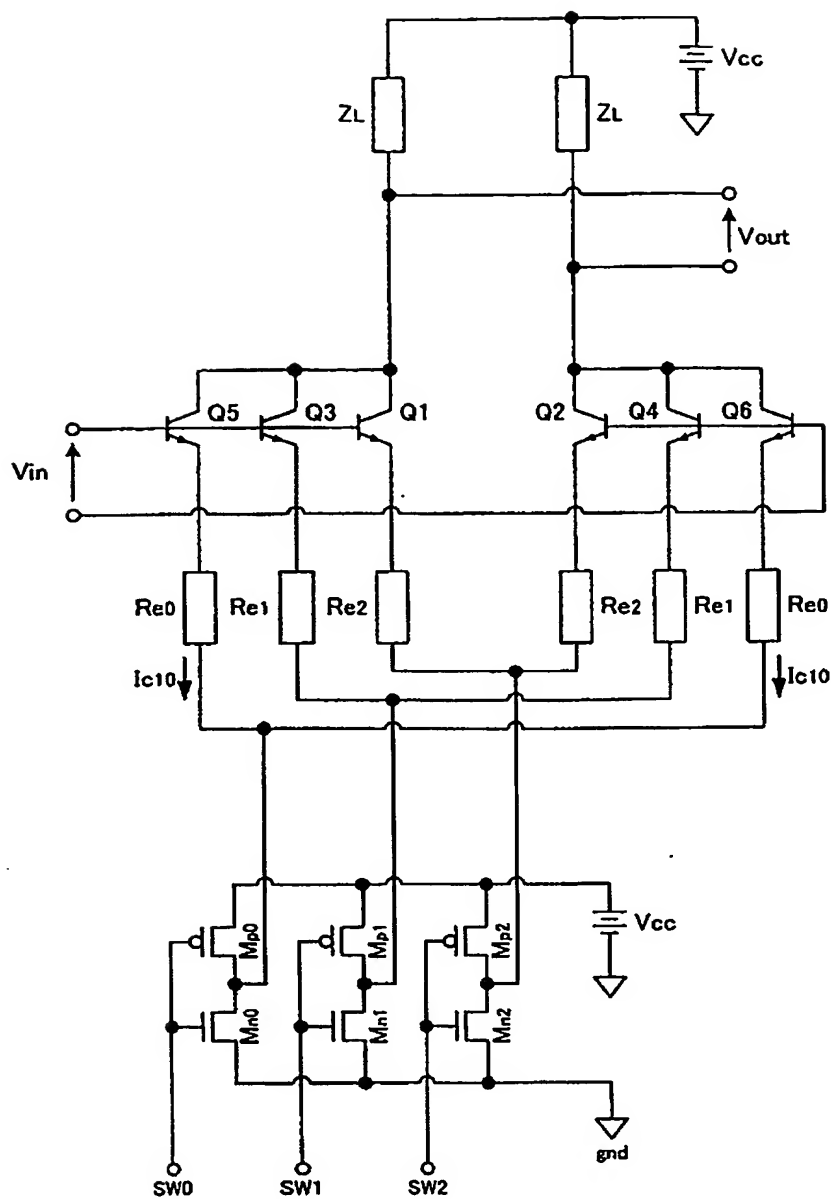 Vcc
ZL
ZL
Vout
Q5
Q3
Q1
Q2
Q4
Q6
Vin
Re0
Re1
Re2
Re2
Re1
Re0
Ic10
Ic10
Mp0
Mp1
Mp2
Vcc
Mn0
Mn1
Mn2
gnd
SW0
SW1
SW2